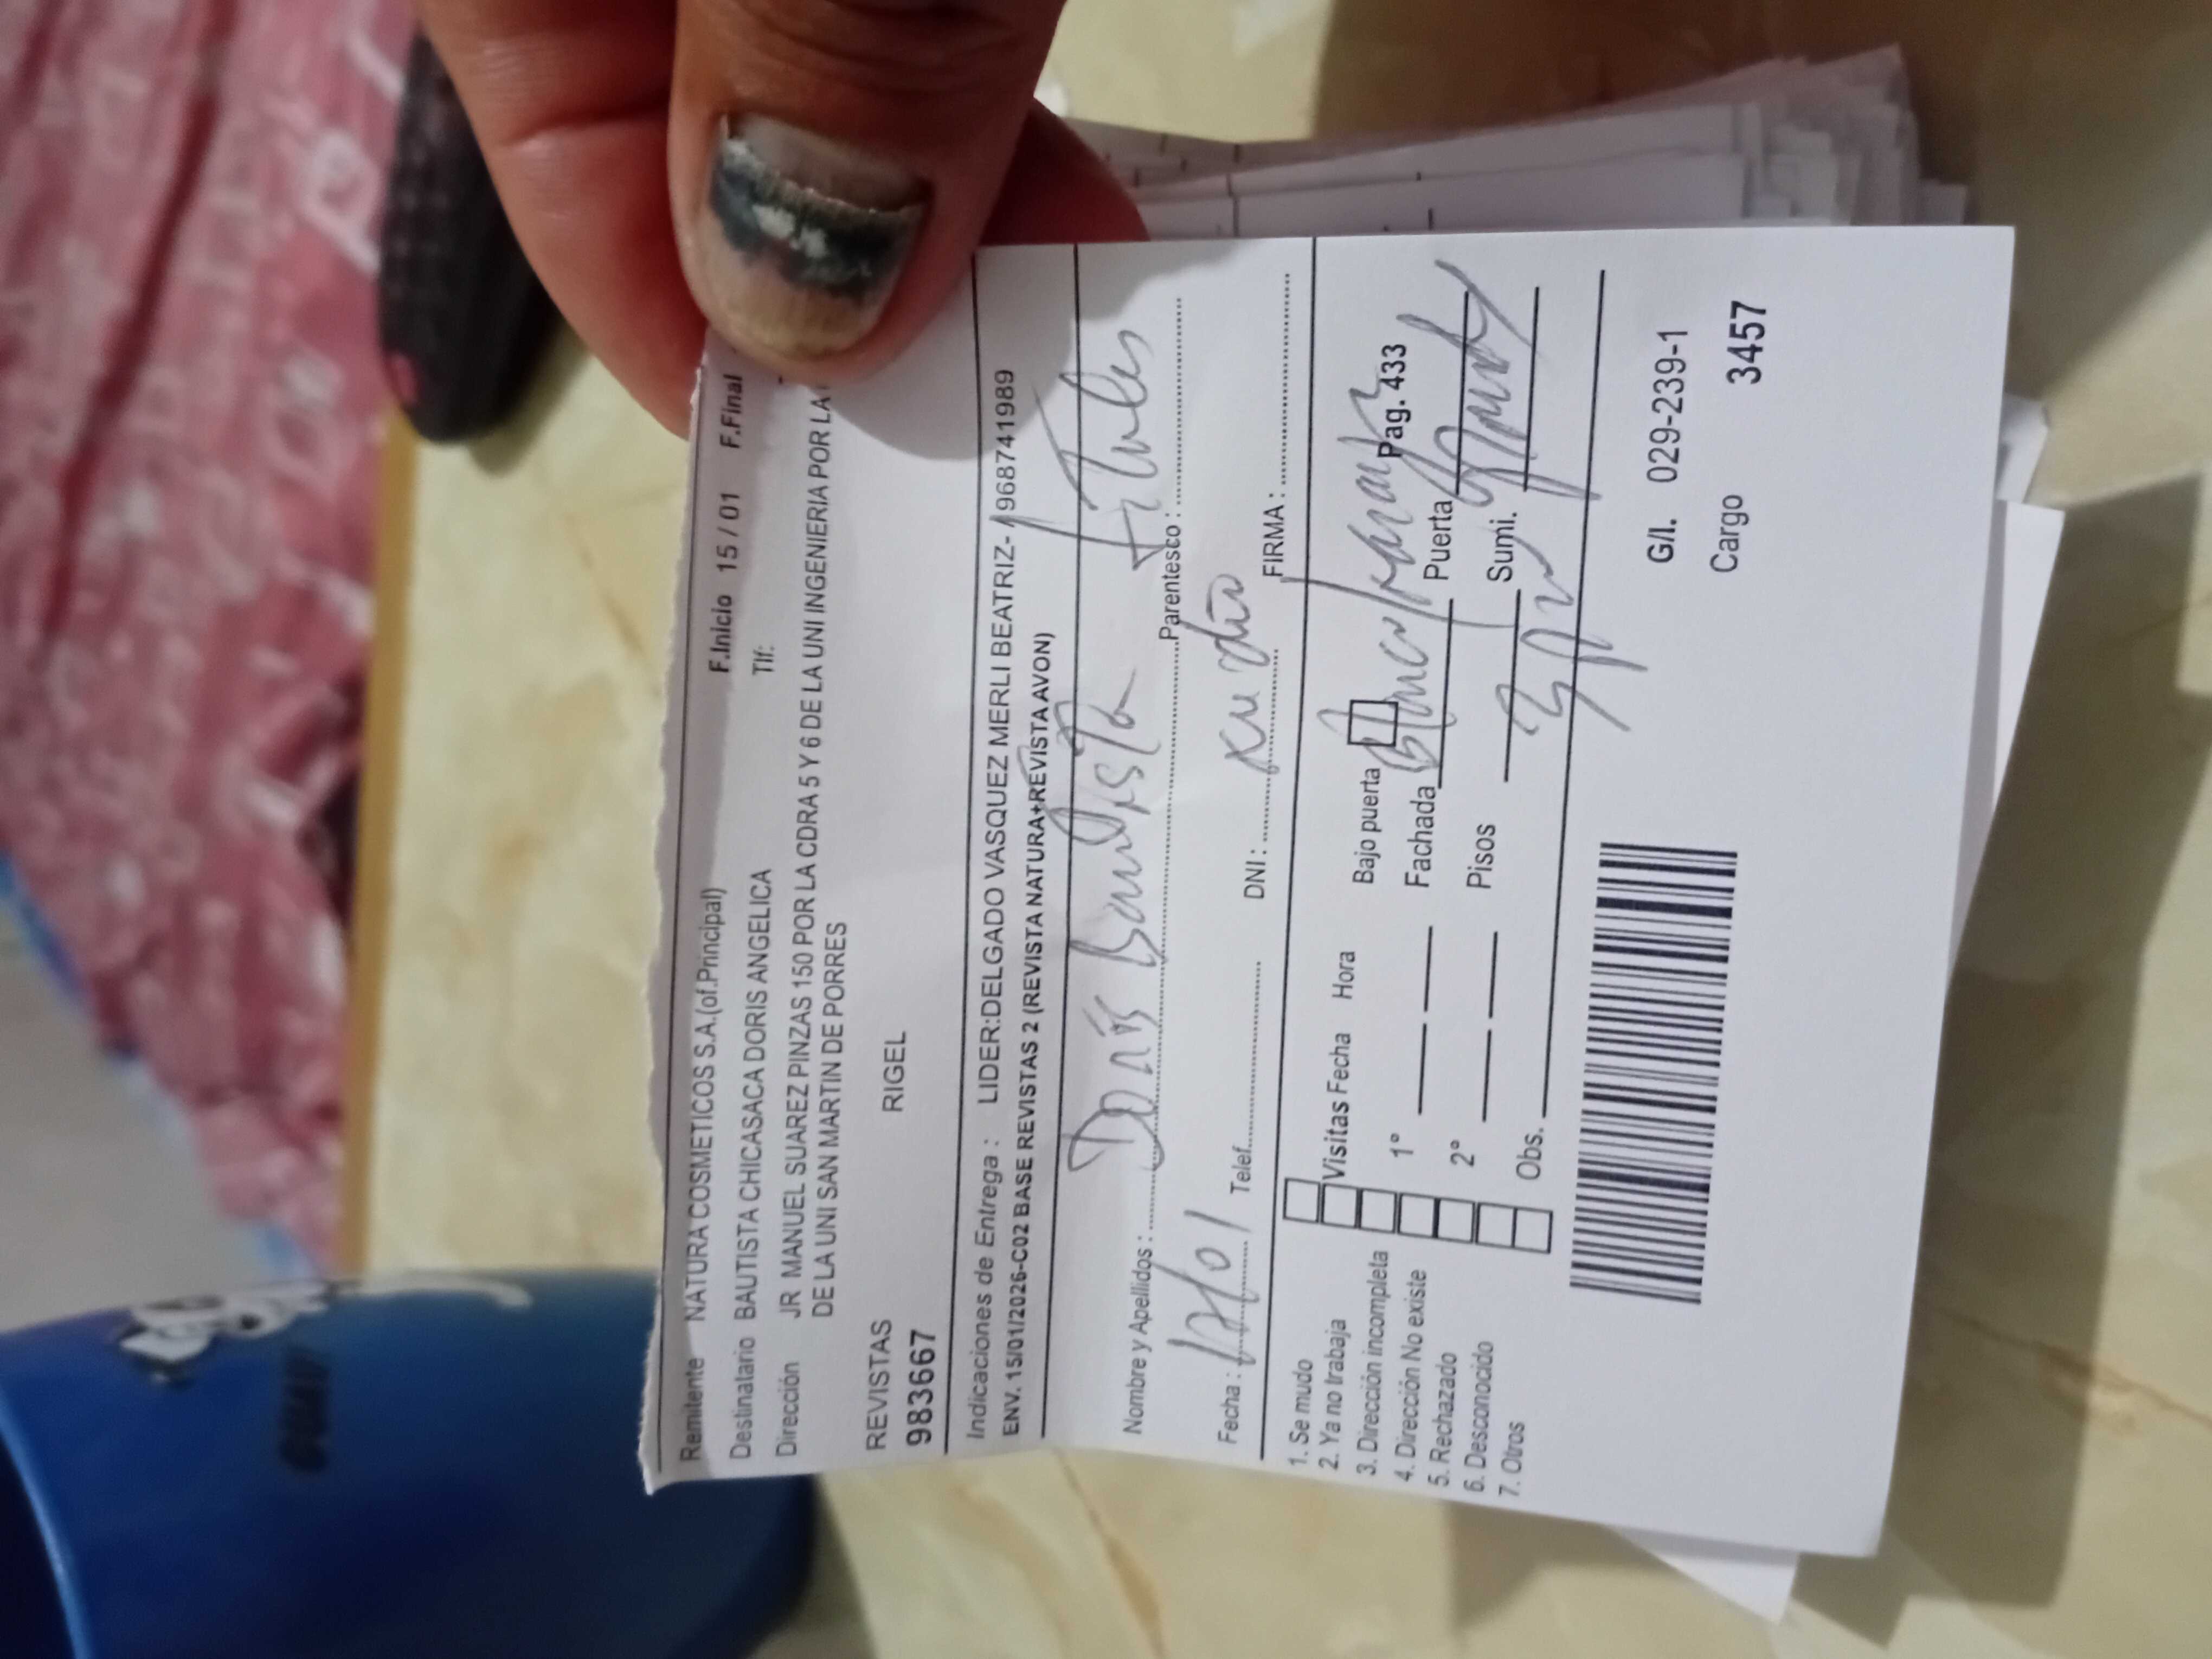 Remitente NATURA COSMETICOS S.A.(of.Principal) F.Inicio 15 / 01 F.Final
Destinatario BAUTISTA CHICASACA DORIS ANGELICA Tlf:
Dirección JR MANUEL SUAREZ PINZAS 150 POR LA CDRA 5 Y 6 DE LA UNI INGENIERIA POR LA
DE LA UNI SAN MARTIN DE PORRES
REVISTAS RIGEL
983667
Indicaciones de Entrega : LIDER:DELGADO VASQUEZ MERLI BEATRIZ- 968741989
ENV. 15/01/2026-C02 BASE REVISTAS 2 (REVISTA NATURA+REVISTA AVON)
Nombre y Apellidos : Doris Bautista Parentesco : titular
Fecha : Telef. DNI : FIRMA :
1. Se mudo
2. Ya no trabaja
3. Dirección incompleta
4. Dirección No existe
5. Rechazado
6. Desconocido
7. Otros
Visitas Fecha Hora Bajo puerta Pag. 433
1° Fachada Blanco Puerta
2° Pisos Sumi.
Obs.
G/I. 029-239-1
Cargo 3457